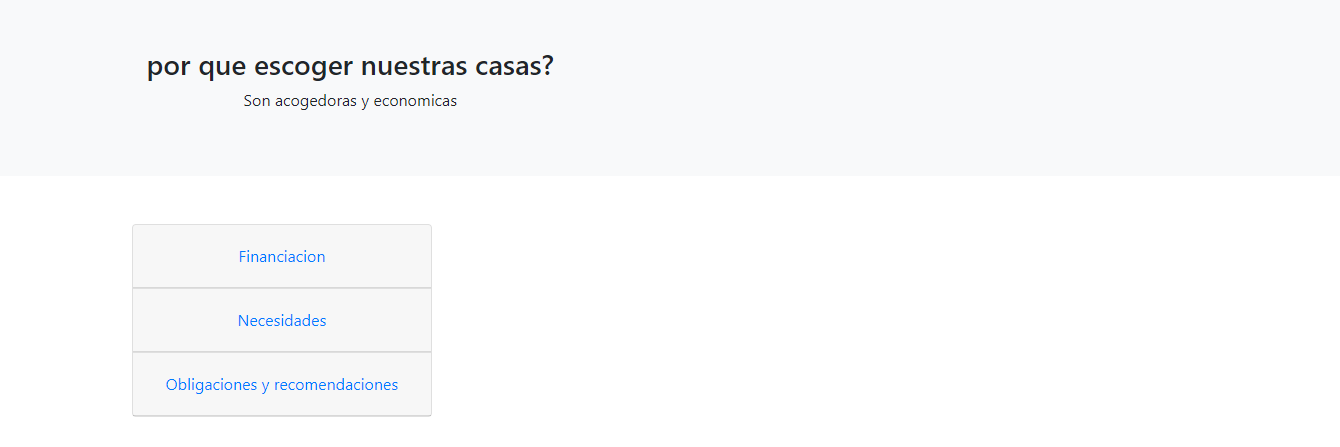 por que escoger nuestras casas?
Son acogedoras y economicas
Financiacion
Necesidades
Obligaciones y recomendaciones